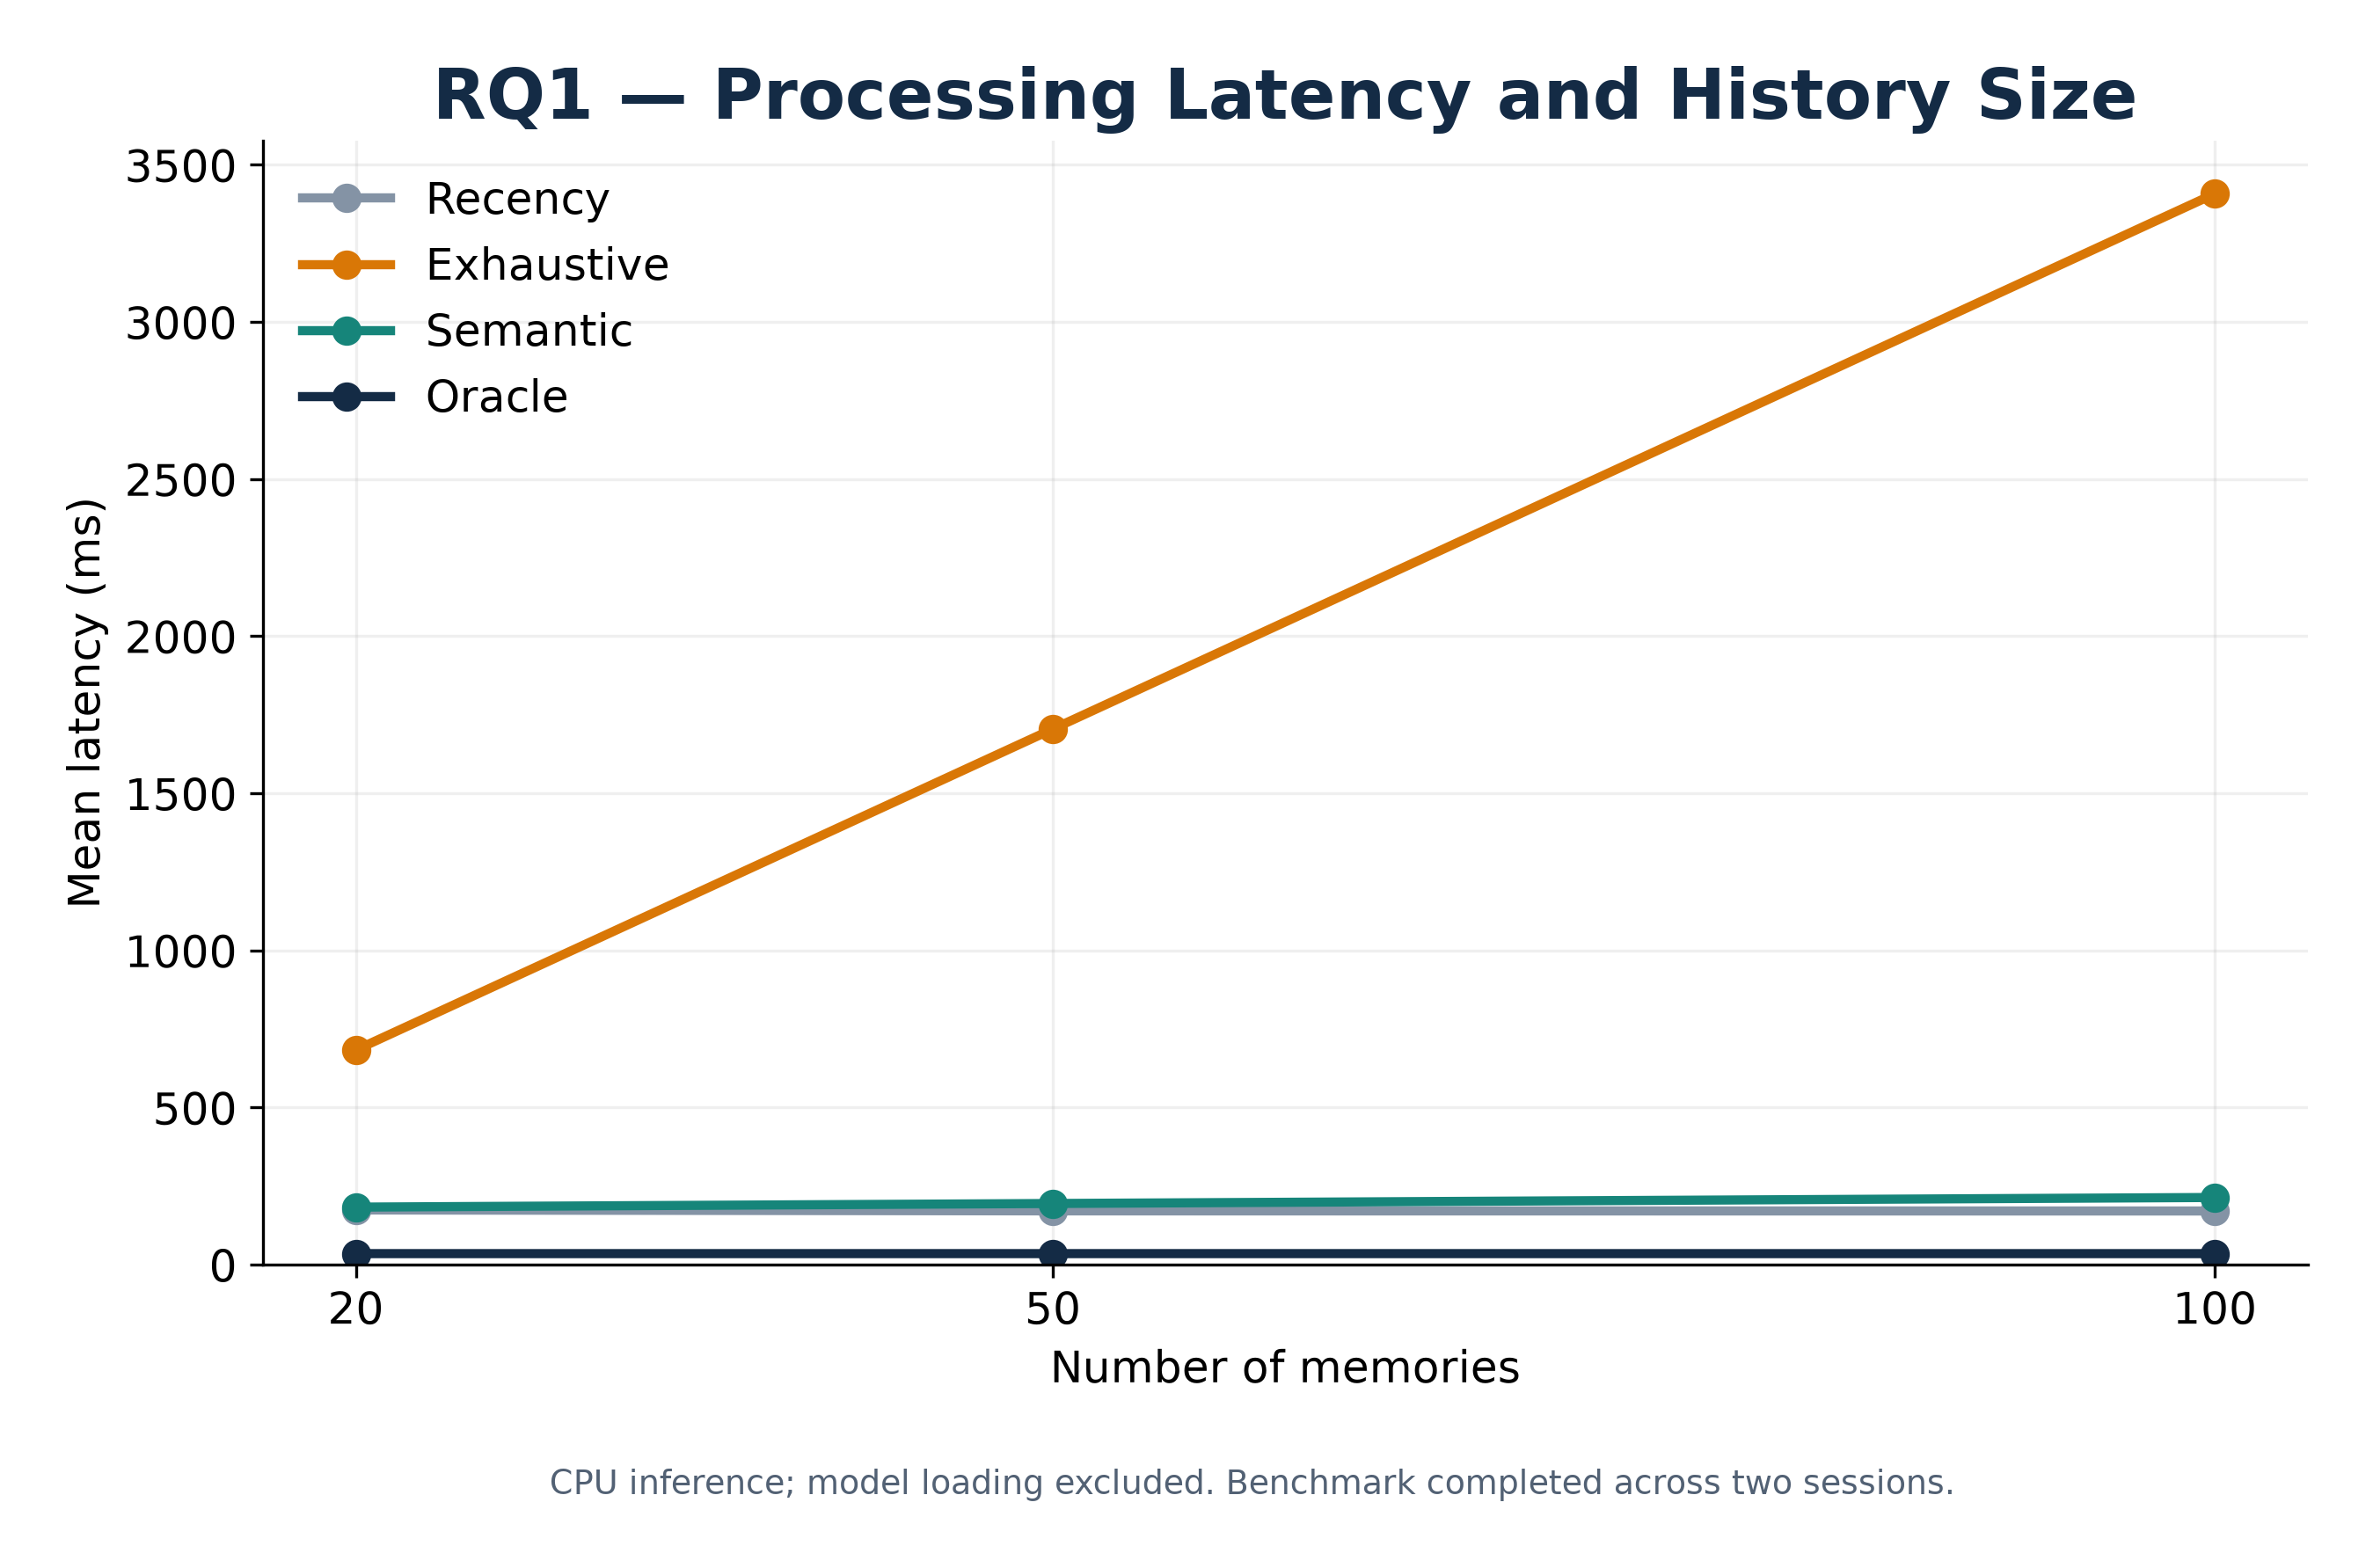 RQ1 — Processing Latency and History Size
3500
3000
2500
2000
1500
1000
500
0
Recency
Exhaustive
Semantic
Oracle
Mean latency (ms)
20
50
100
Number of memories
CPU inference; model loading excluded. Benchmark completed across two sessions.